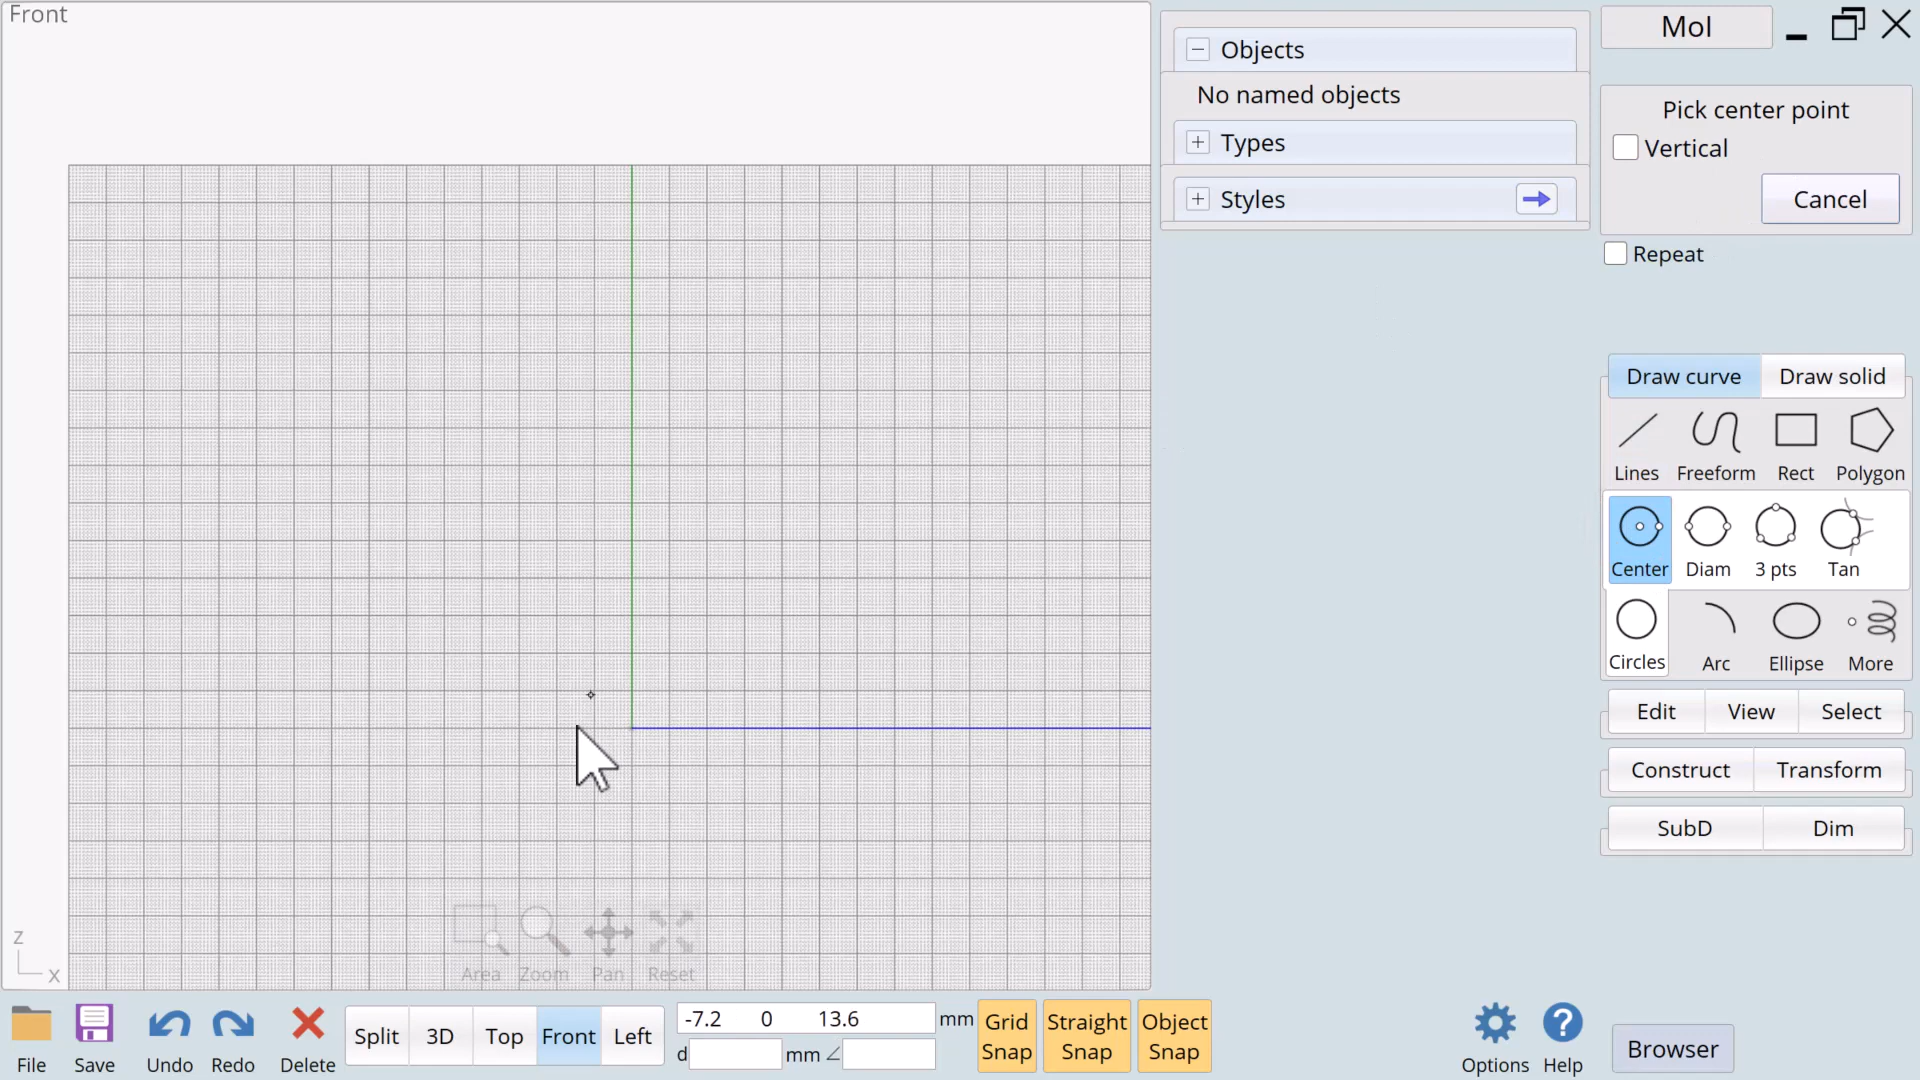 Front
Objects
No named objects
Types
Styles
MoI
Pick center point
Vertical
Cancel
Repeat
Draw curve Draw solid
Lines Freeform Rect Polygon
Center Diam 3 pts Tan
Circles Arc Ellipse More
Edit View Select
Construct Transform
SubD Dim
Area Zoom Pan Reset
z
x
File Save Undo Redo Delete
Split 3D Top Front Left
-7.2 0 13.6 mm
d mm ∠
Grid Snap
Straight Snap
Object Snap
Options Help
Browser